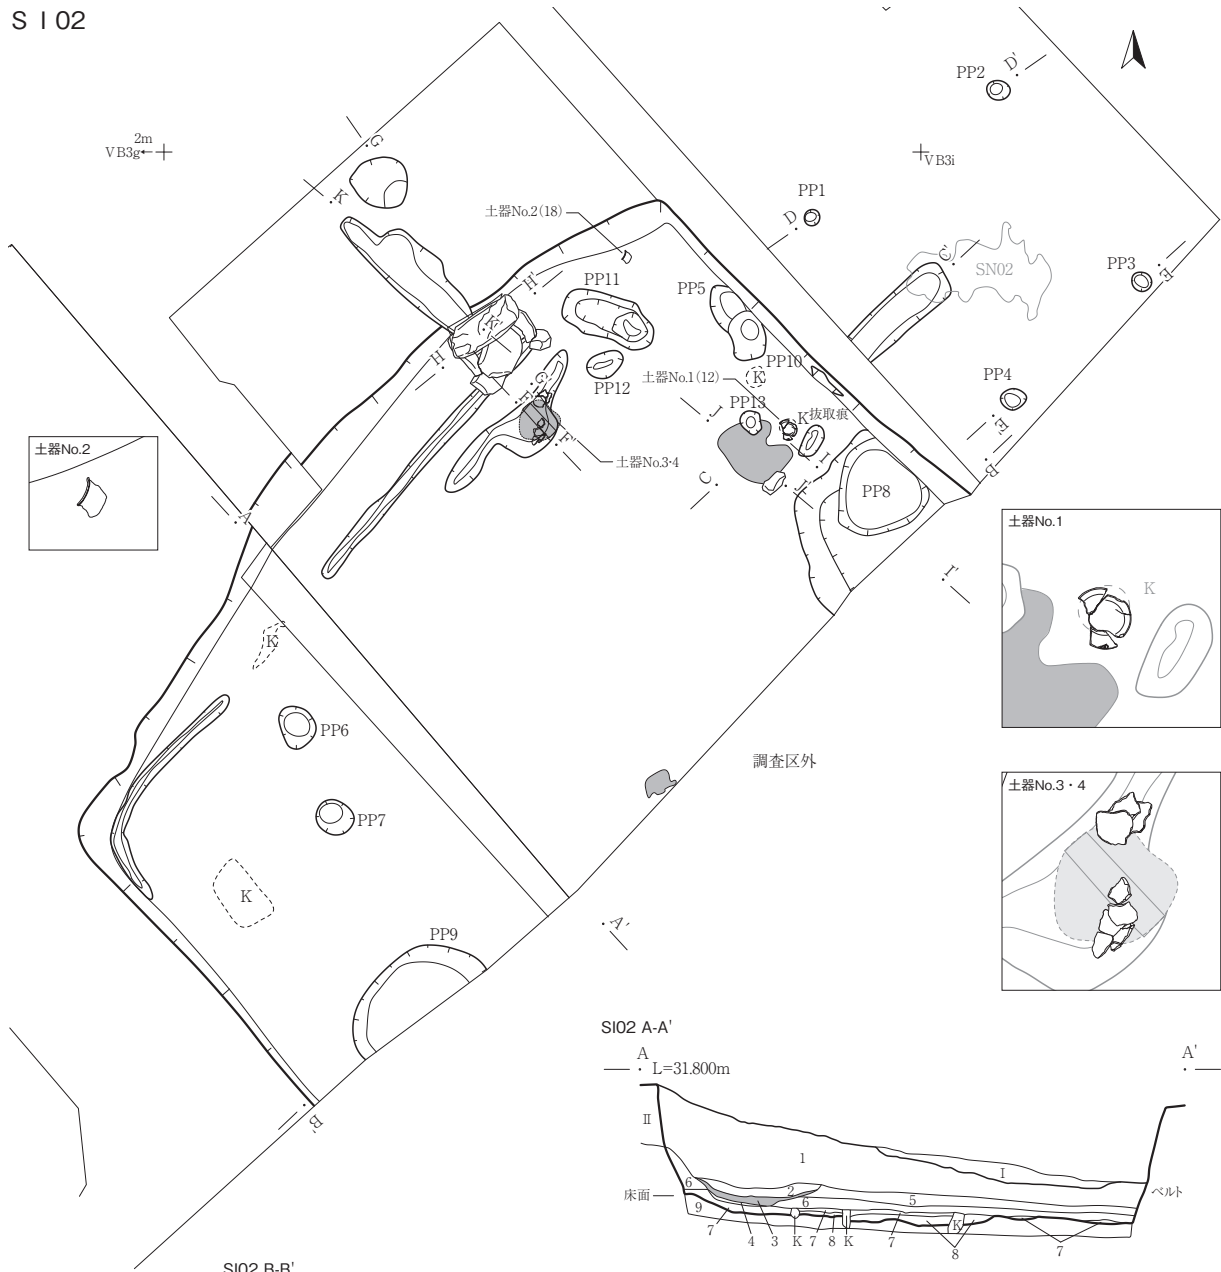 S I 02
PP2
D'
2m
VB3g
G
VB3i
K
PP1
土器No.2(18)
D
C'
SN02
H'
PP11
PP5
PP3
E
K
H
PP10
土器No.1(12)
K
PP4
PP12
G'
F
J
PP13
K
抜取痕
E'
土器No.2
F'
土器No.3・4
I
B
C
J'
PP8
土器No.1
A
K
I'
K
PP6
調査区外
土器No.3・4
PP7
K
A'
PP9
SI02 A-A'
A
L=31.800m
A'
B'
II
1
I
6
2
床面
6
5
ベルト
9
7
4
3
K
7
8
K
7
K
8
7
SI02 B-B'